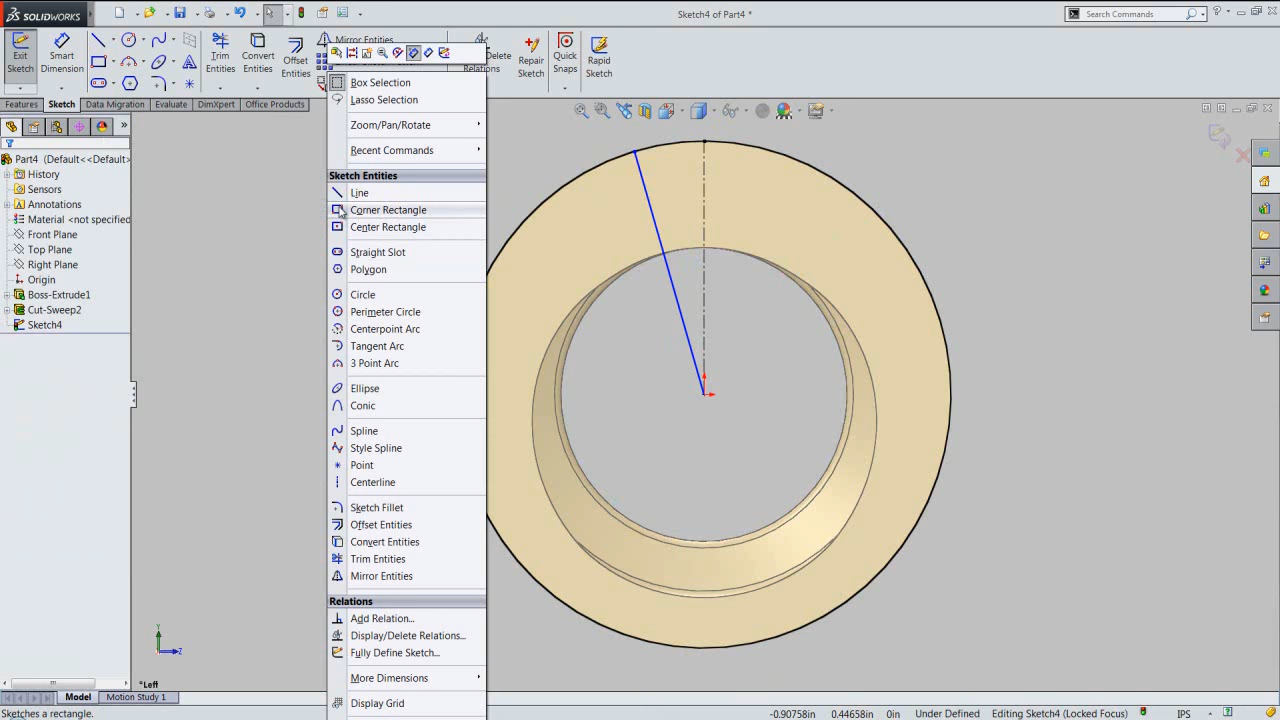 SOLIDWORKS
Sketch4 of Part4 *
Search Commands
Exit Sketch
Smart Dimension
Trim Entities
Convert Entities
Offset Entities
Mirror Entities
Relations
Repair Sketch
Quick Snaps
Rapid Sketch
Features
Sketch
Data Migration
Evaluate
DimXpert
Office Products
Box Selection
Lasso Selection
Zoom/Pan/Rotate
Recent Commands
Sketch Entities
Line
Corner Rectangle
Center Rectangle
Straight Slot
Polygon
Circle
Perimeter Circle
Centerpoint Arc
Tangent Arc
3 Point Arc
Ellipse
Conic
Spline
Style Spline
Point
Centerline
Sketch Fillet
Offset Entities
Convert Entities
Trim Entities
Mirror Entities
Relations
Add Relation...
Display/Delete Relations...
Fully Define Sketch...
More Dimensions
Display Grid
Part4 (Default<<Default>
History
Sensors
Annotations
Material <not specified
Front Plane
Top Plane
Right Plane
Origin
Boss-Extrude1
Cut-Sweep2
Sketch4
Y
Z
*Left
Model
Motion Study 1
Sketches a rectangle.
-0.90758in
0.44658in
0in
Under Defined
Editing Sketch4 (Locked Focus)
IPS